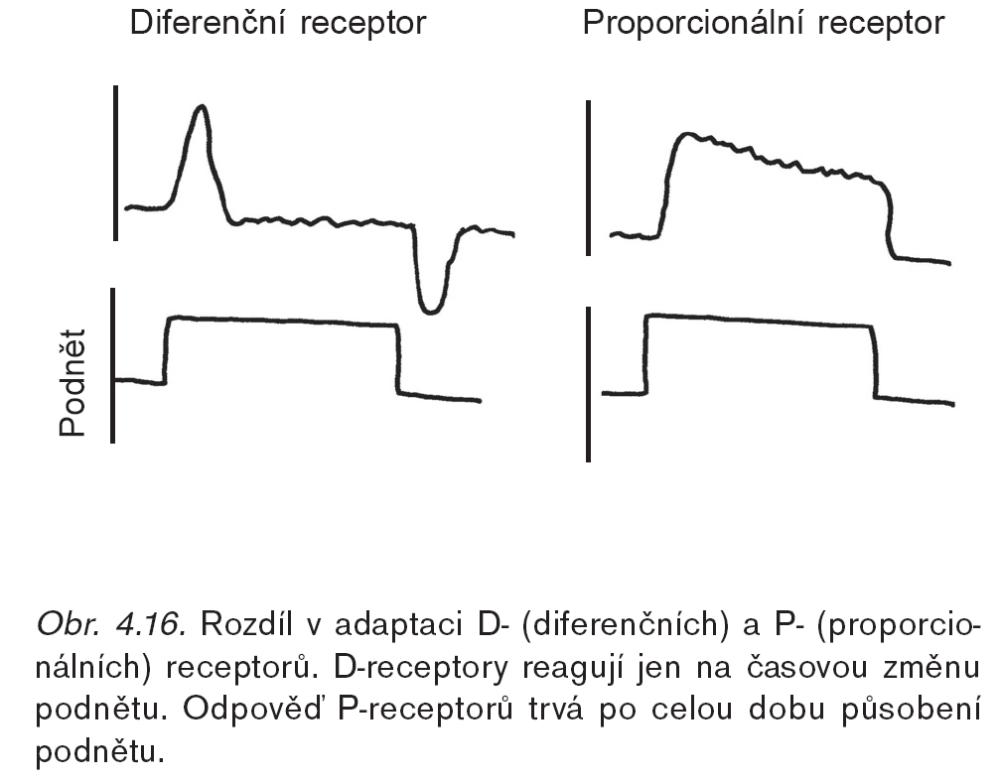 Diferenční receptor
Proporcionální receptor
Podnět
Obr. 4.16. Rozdíl v adaptaci D- (diferenčních) a P- (proporcio-
nálních) receptorů. D-receptory reagují jen na časovou změnu
podnětu. Odpověď P-receptorů trvá po celou dobu působení
podnětu.